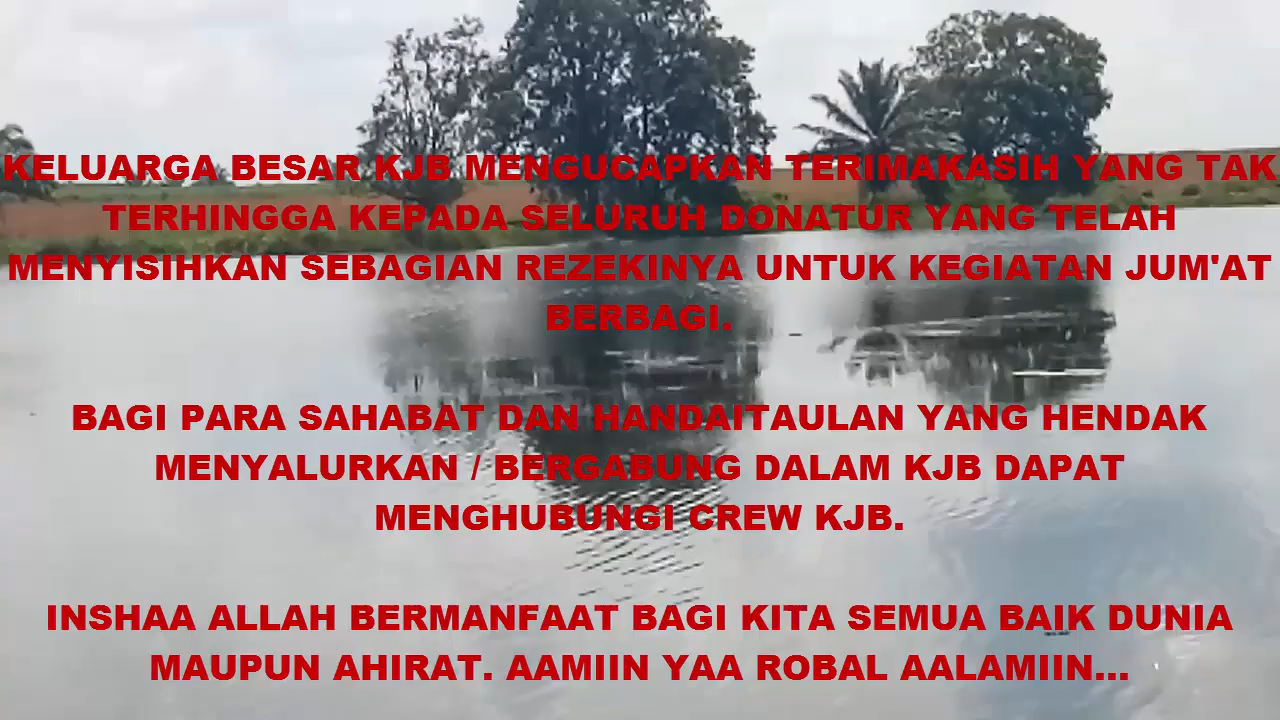 KELUARGA BESAR KJB MENGUCAPKAN TERIMAKASIH YANG TAK
TERHINGGA KEPADA SELURUH DONATUR YANG TELAH
MENYISIHKAN SEBAGIAN REZEKINYA UNTUK KEGIATAN JUM'AT
BERBAGI.
BAGI PARA SAHABAT DAN HANDAITAULAN YANG HENDAK
MENYALURKAN / BERGABUNG DALAM KJB DAPAT
MENGHUBUNGI CREW KJB.
INSHAA ALLAH BERMANFAAT BAGI KITA SEMUA BAIK DUNIA
MAUPUN AHIRAT. AAMIIN YAA ROBAL AALAMIIN...